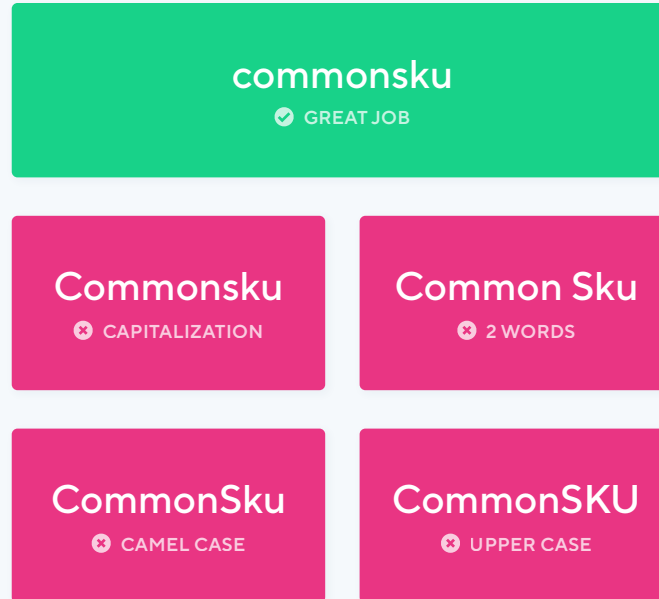 commonsku
GREAT JOB
Commonsku
CAPITALIZATION
Common Sku
2 WORDS
CommonSku
CAMEL CASE
CommonSKU
UPPER CASE